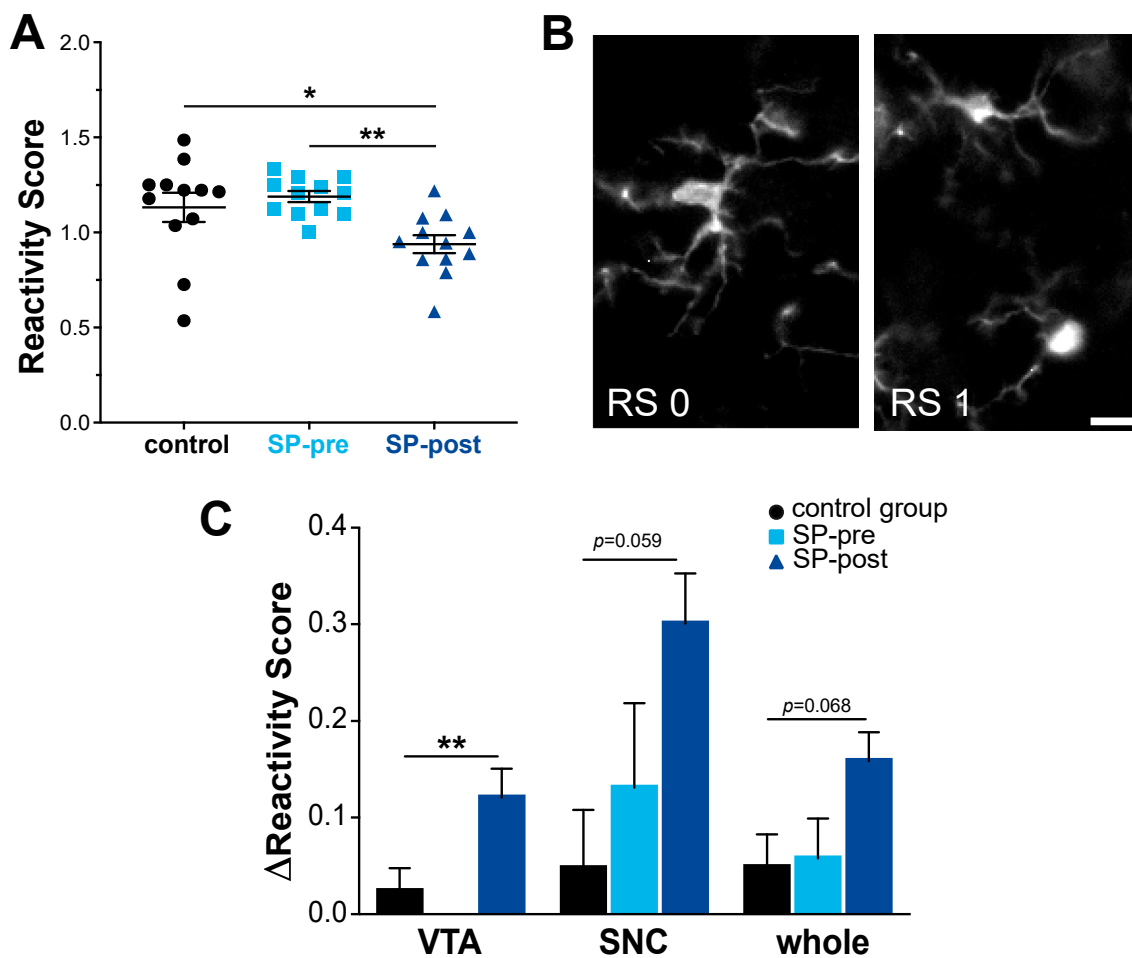 A
Reactivity Score
2.0
1.5
1.0
0.5
0.0
*
**
control SP-pre SP-post
B
RS 0
RS 1
C
ΔReactivity Score
0.4
0.3
0.2
0.1
0.0
control group
SP-pre
SP-post
**
p=0.059
p=0.068
VTA SNC whole